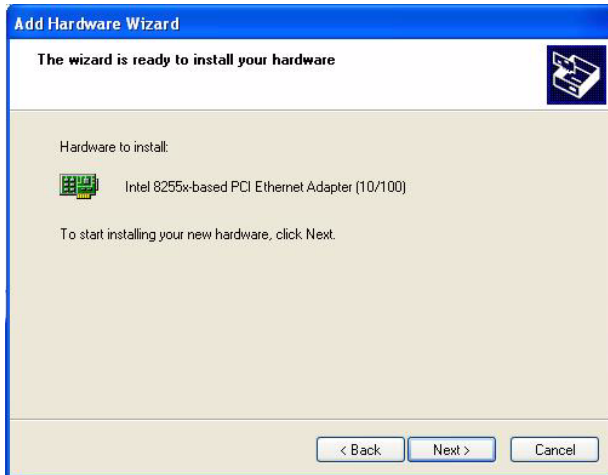 Add Hardware Wizard
The wizard is ready to install your hardware
Hardware to install:
Intel 8255x-based PCI Ethernet Adapter (10/100)
To start installing your new hardware, click Next.
< Back Next > Cancel